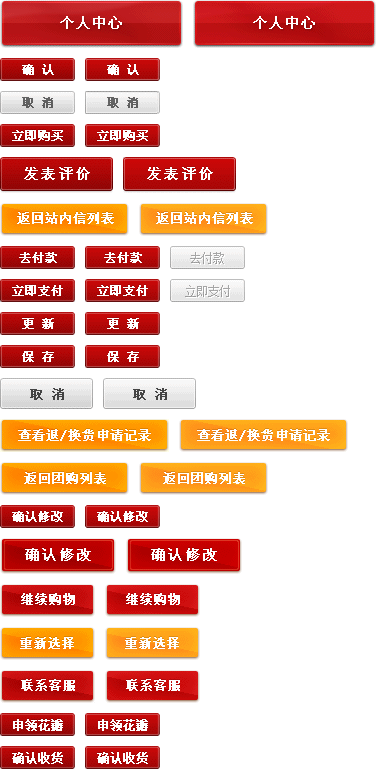 个人中心 个人中心
确 认 确 认
取 消 取 消
立即购买 立即购买
发表评价 发表评价
返回站内信列表 返回站内信列表
去付款 去付款 去付款
立即支付 立即支付 立即支付
更 新 更 新
保 存 保 存
取 消 取 消
查看退/换货申请记录 查看退/换货申请记录
返回团购列表 返回团购列表
确认修改 确认修改
确认修改 确认修改
继续购物 继续购物
重新选择 重新选择
联系客服 联系客服
申领花瓣 申领花瓣
确认收货 确认收货